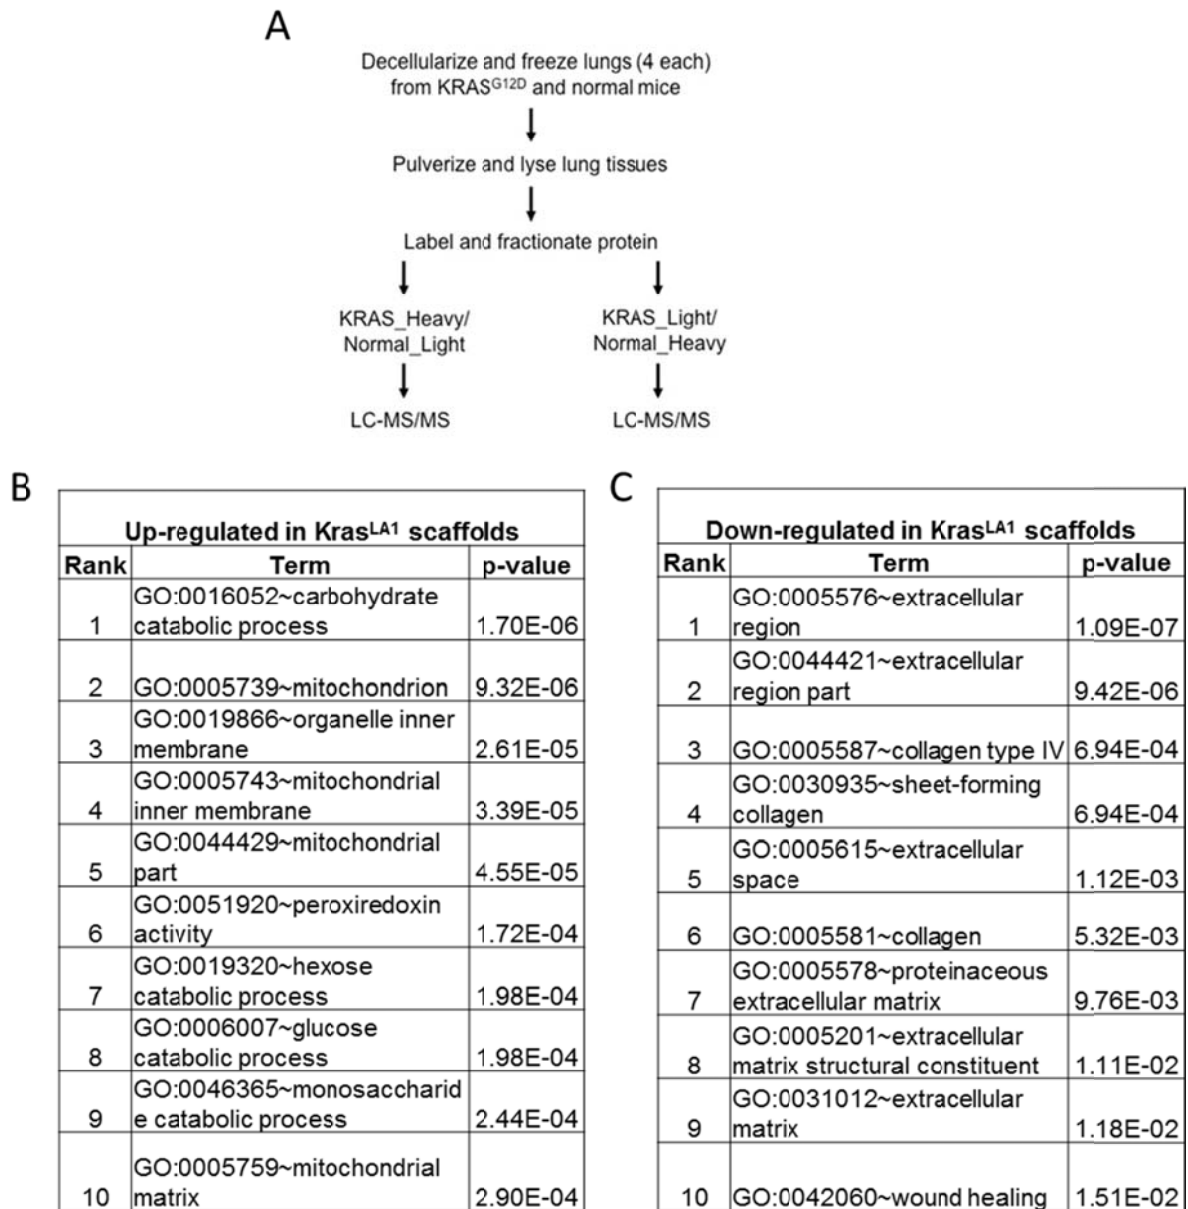 A
Decellularize and freeze lungs (4 each)
from KRASG12D and normal mice
Pulverize and lyse lung tissues
Label and fractionate protein
KRAS_Heavy/
Normal_Light
KRAS_Light/
Normal_Heavy
LC-MS/MS
LC-MS/MS
B
Up-regulated in KrasLA1 scaffolds
Rank Term p-value
GO:0016052~carbohydrate
1 catabolic process 1.70E-06
2 GO:0005739~mitochondrion 9.32E-06
GO:0019866~organelle inner
3 membrane 2.61E-05
GO:0005743~mitochondrial
4 inner membrane 3.39E-05
GO:0044429~mitochondrial
5 part 4.55E-05
GO:0051920~peroxiredoxin
6 activity 1.72E-04
GO:0019320~hexose
7 catabolic process 1.98E-04
GO:0006007~glucose
8 catabolic process 1.98E-04
GO:0046365~monosaccharid
9 e catabolic process 2.44E-04
GO:0005759~mitochondrial
10 matrix 2.90E-04
C
Down-regulated in KrasLA1 scaffolds
Rank Term p-value
GO:0005576~extracellular
1 region 1.09E-07
GO:0044421~extracellular
2 region part 9.42E-06
3 GO:0005587~collagen type IV 6.94E-04
GO:0030935~sheet-forming
4 collagen 6.94E-04
GO:0005615~extracellular
5 space 1.12E-03
6 GO:0005581~collagen 5.32E-03
GO:0005578~proteinaceous
7 extracellular matrix 9.76E-03
GO:0005201~extracellular
8 matrix structural constituent 1.11E-02
GO:0031012~extracellular
9 matrix 1.18E-02
10 GO:0042060~wound healing 1.51E-02